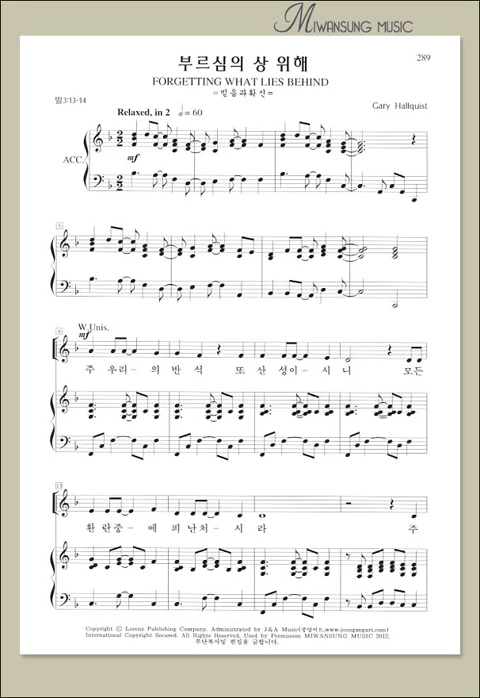 MIWANSUNG MUSIC
289
부르심의 상 위해
FORGETTING WHAT LIES BEHIND
=믿음과확신=
빌3:13-14
Gary Hallquist
Relaxed, in 2 = 60
ACC.
mf
5
9
W.Unis.
mf
주 우리- 의 반 석 또 산 성이- 시 니 모든
13
환 란중- 에 피 난처- 시 라 주
Copyright ⓒ Lorenz Publishing Company. Administered by J&A Music(중앙아트,www.joongangart.com)
International Copyright Secured. All Rights Reserved. Used by Permission MIWANSUNG MUSIC 2012.
무단복사및 편집을 금합니다.